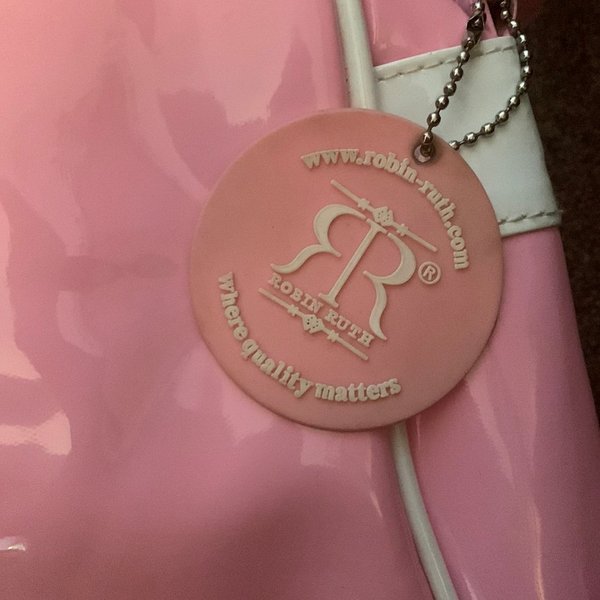 www.robin-ruth.com
RR®
ROBIN RUTH
where quality matters